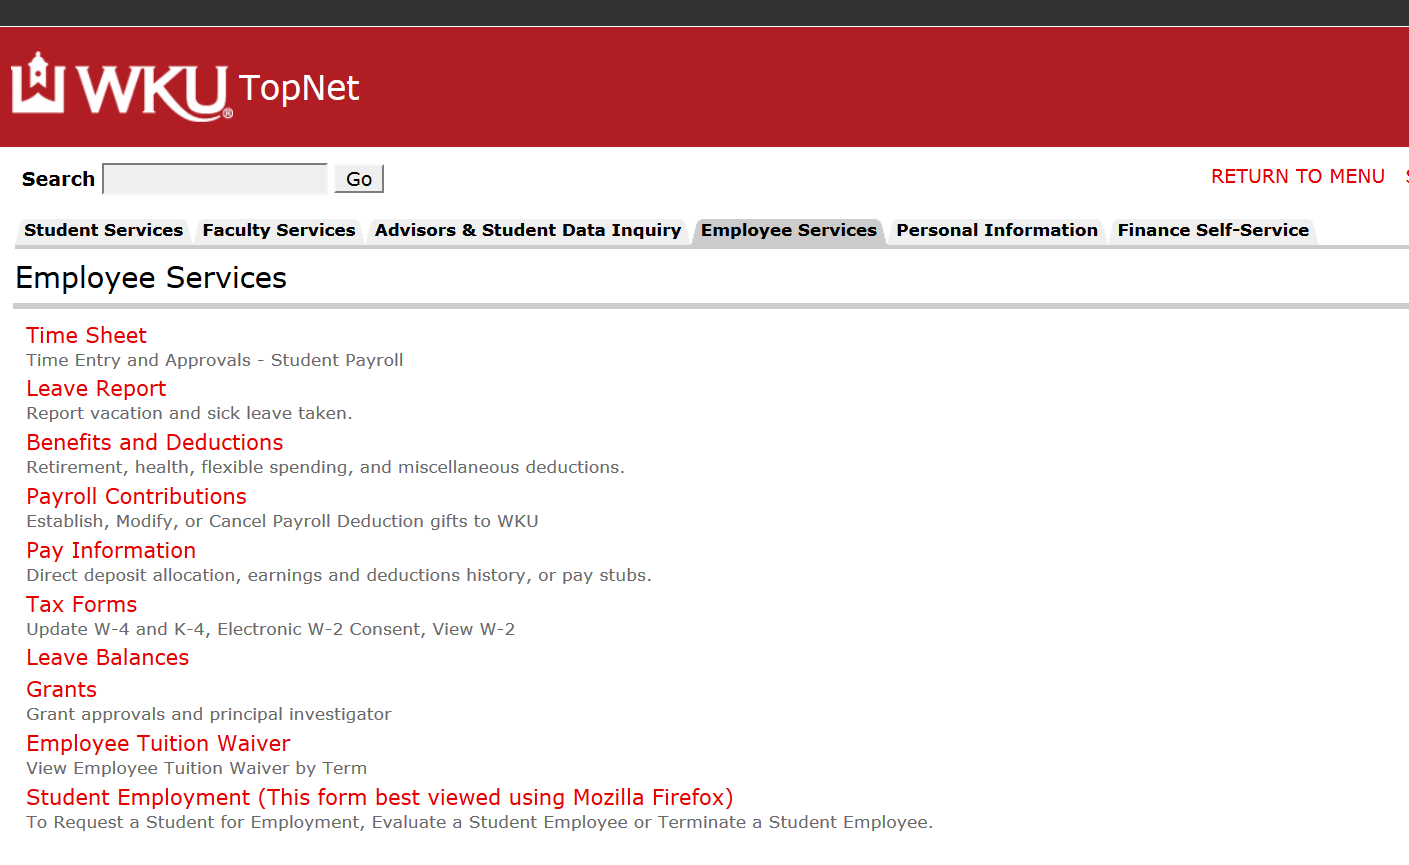 WKU® TopNet
Search Go
RETURN TO MENU
Student Services Faculty Services Advisors & Student Data Inquiry Employee Services Personal Information Finance Self-Service
Employee Services
Time Sheet
Time Entry and Approvals - Student Payroll
Leave Report
Report vacation and sick leave taken.
Benefits and Deductions
Retirement, health, flexible spending, and miscellaneous deductions.
Payroll Contributions
Establish, Modify, or Cancel Payroll Deduction gifts to WKU
Pay Information
Direct deposit allocation, earnings and deductions history, or pay stubs.
Tax Forms
Update W-4 and K-4, Electronic W-2 Consent, View W-2
Leave Balances
Grants
Grant approvals and principal investigator
Employee Tuition Waiver
View Employee Tuition Waiver by Term
Student Employment (This form best viewed using Mozilla Firefox)
To Request a Student for Employment, Evaluate a Student Employee or Terminate a Student Employee.